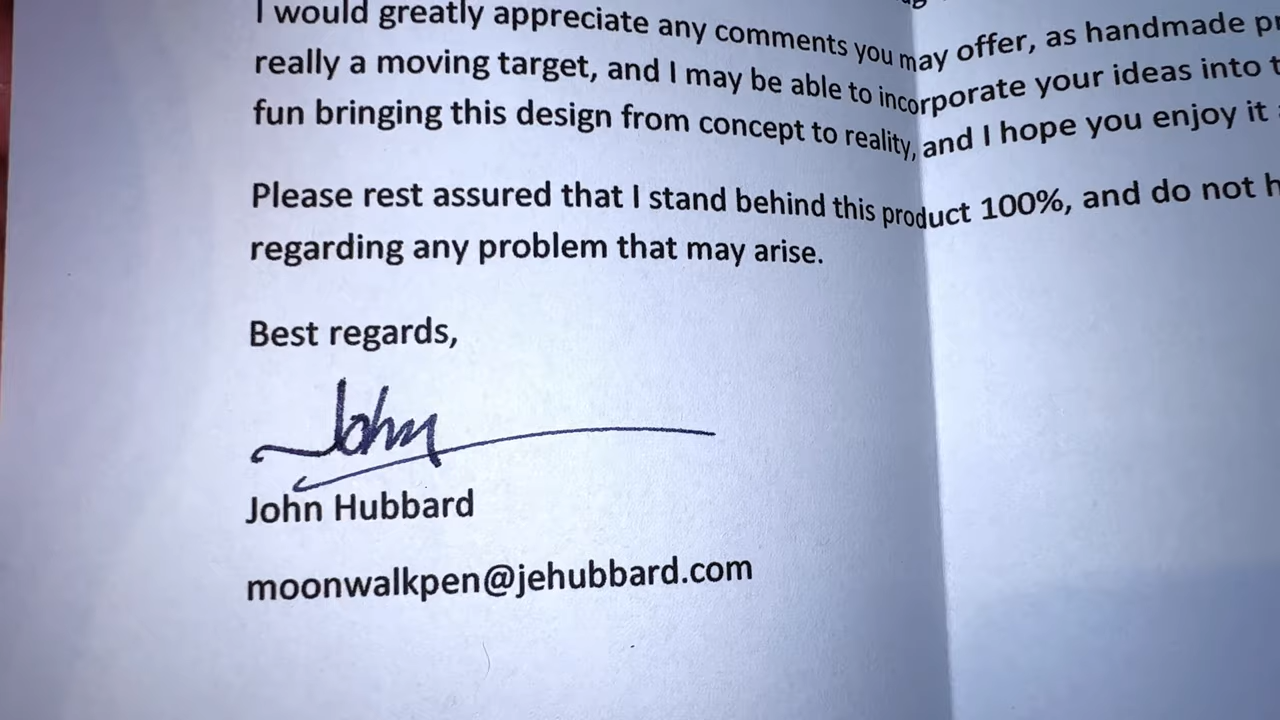 I would greatly appreciate any comments you may offer, as handmade
really a moving target, and I may be able to incorporate your ideas into
fun bringing this design from concept to reality, and I hope you enjoy it
Please rest assured that I stand behind this product 100%, and do not
regarding any problem that may arise.
Best regards,
John
John Hubbard
moonwalkpen@jehubbard.com